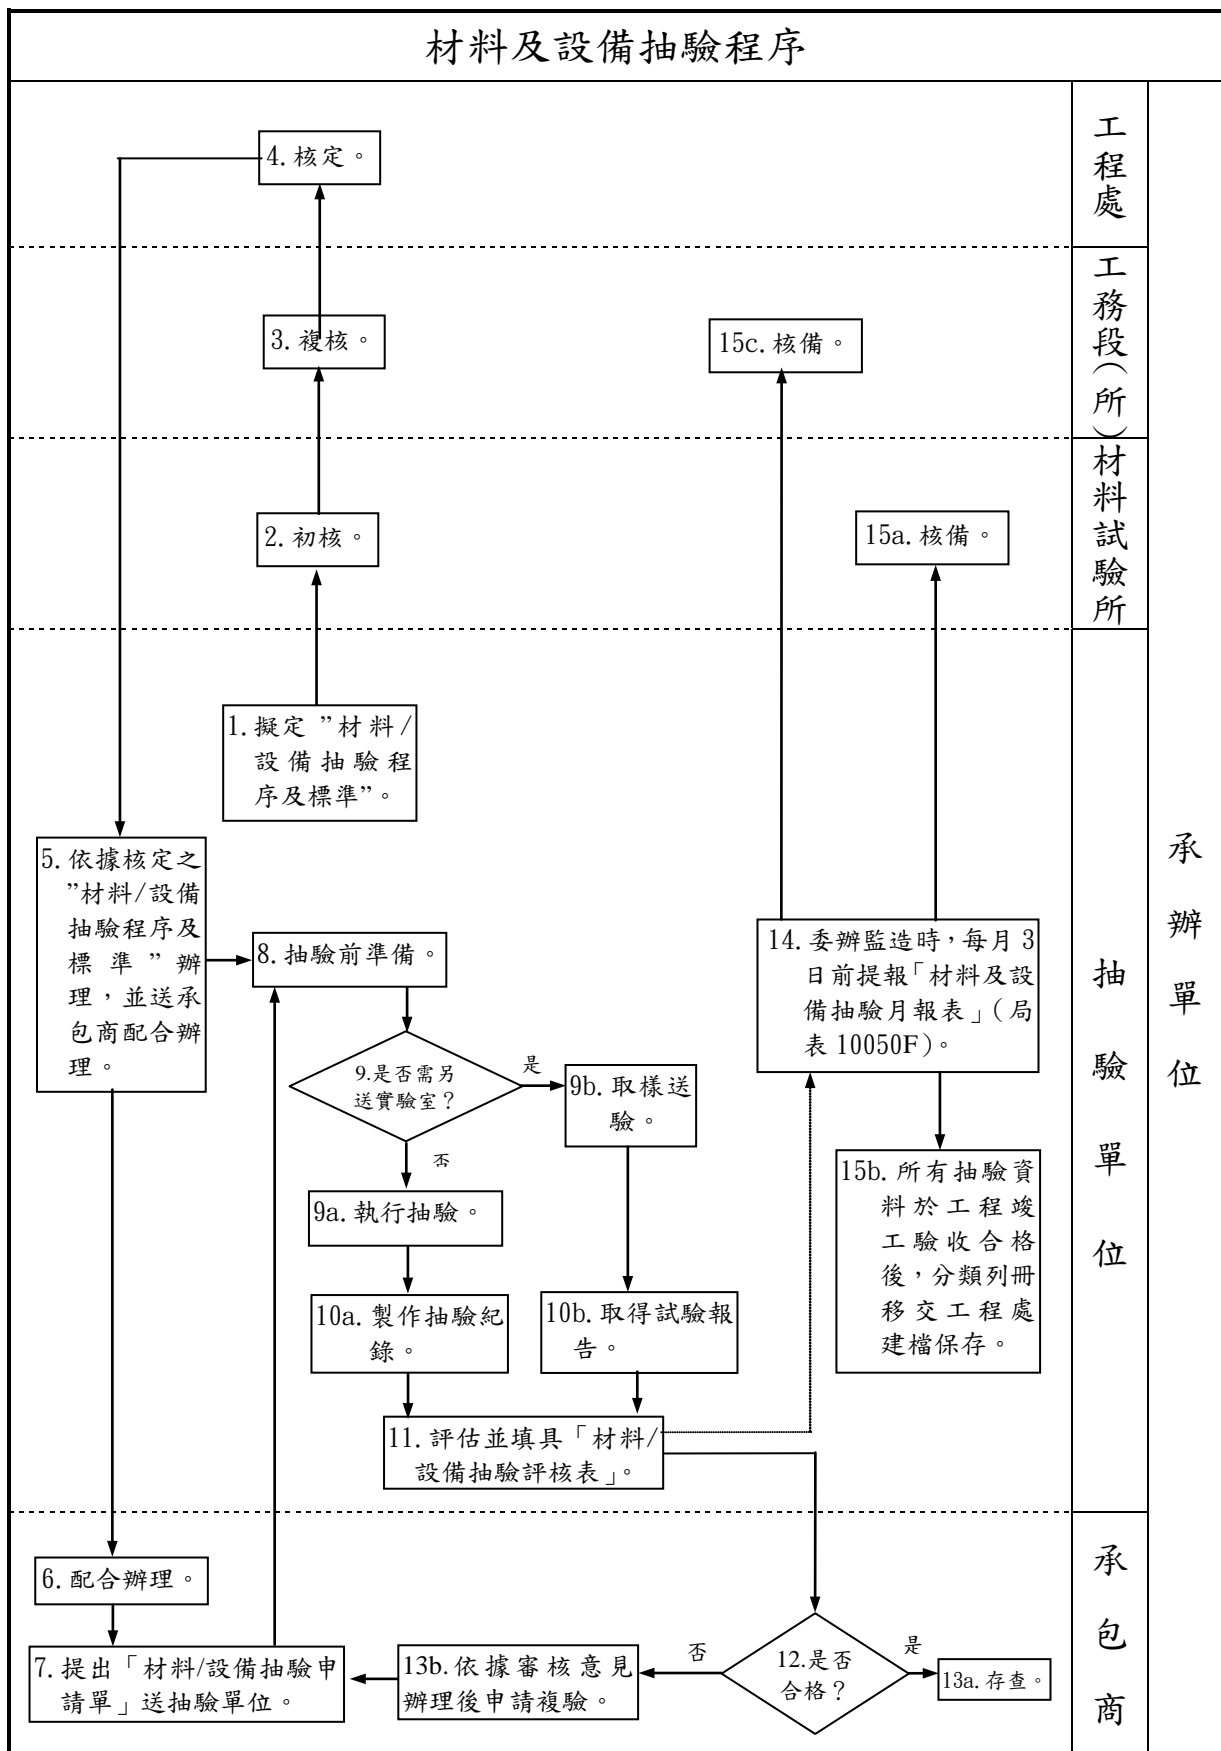 材料及設備抽驗程序
4.核定。
3.複核。
15c.核備。
2.初核。
15a.核備。
1.擬定”材料/
設備抽驗程
序及標準”。
5.依據核定之
”材料/設備
抽驗程序及
標準”辦
理，並送承
包商配合辦
理。
8.抽驗前準備。
9.是否需另
送實驗室？
是
否
9b.取樣送
驗。
9a.執行抽驗。
10a.製作抽驗紀
錄。
10b.取得試驗報
告。
11.評估並填具「材料/
設備抽驗評核表」。
14.委辦監造時，每月3
日前提報「材料及設
備抽驗月報表」（局
表10050F）。
15b.所有抽驗資
料於工程竣
工驗收合格
後，分類列冊
移交工程處
建檔保存。
6.配合辦理。
7.提出「材料/設備抽驗申
請單」送抽驗單位。
13b.依據審核意見
辦理後申請複驗。
否
12.是否
合格？
是
13a.存查。
工程處
工務段（所）
材料試驗所
抽驗單位
承包商
承辦單位